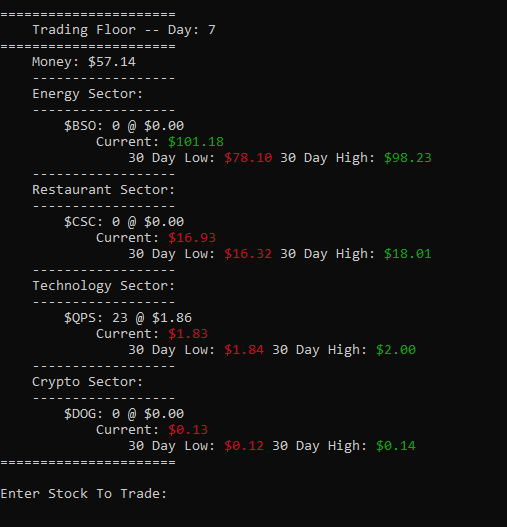 ======================
Trading Floor -- Day: 7
======================
Money: $57.14
------------------
Energy Sector:
------------------
$BSO: 0 @ $0.00
Current: $101.18
30 Day Low: $78.10 30 Day High: $98.23
------------------
Restaurant Sector:
------------------
$CSC: 0 @ $0.00
Current: $16.93
30 Day Low: $16.32 30 Day High: $18.01
------------------
Technology Sector:
------------------
$QPS: 23 @ $1.86
Current: $1.83
30 Day Low: $1.84 30 Day High: $2.00
------------------
Crypto Sector:
------------------
$DOG: 0 @ $0.00
Current: $0.13
30 Day Low: $0.12 30 Day High: $0.14
======================
Enter Stock To Trade: